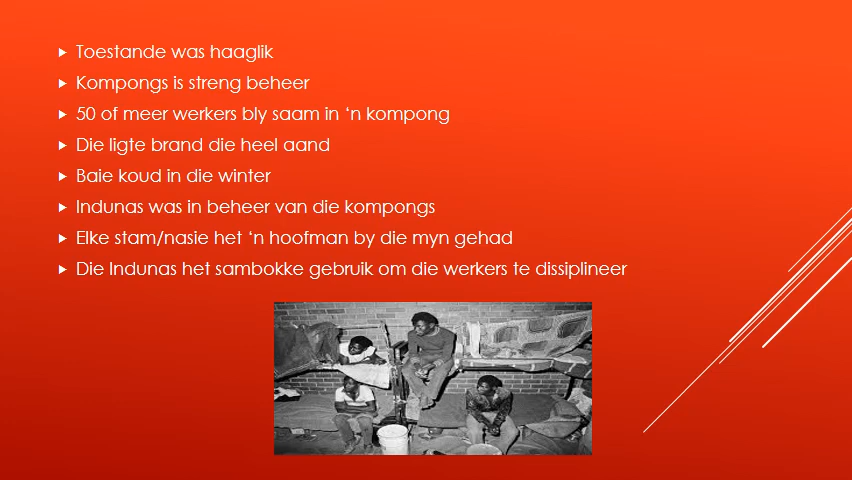 Toestande was haaglik
Kompongs is streng beheer
50 of meer werkers bly saam in ‘n kompong
Die ligte brand die heel aand
Baie koud in die winter
Indunas was in beheer van die kompongs
Elke stam/nasie het ‘n hoofman by die myn gehad
Die Indunas het sambokke gebruik om die werkers te dissiplineer